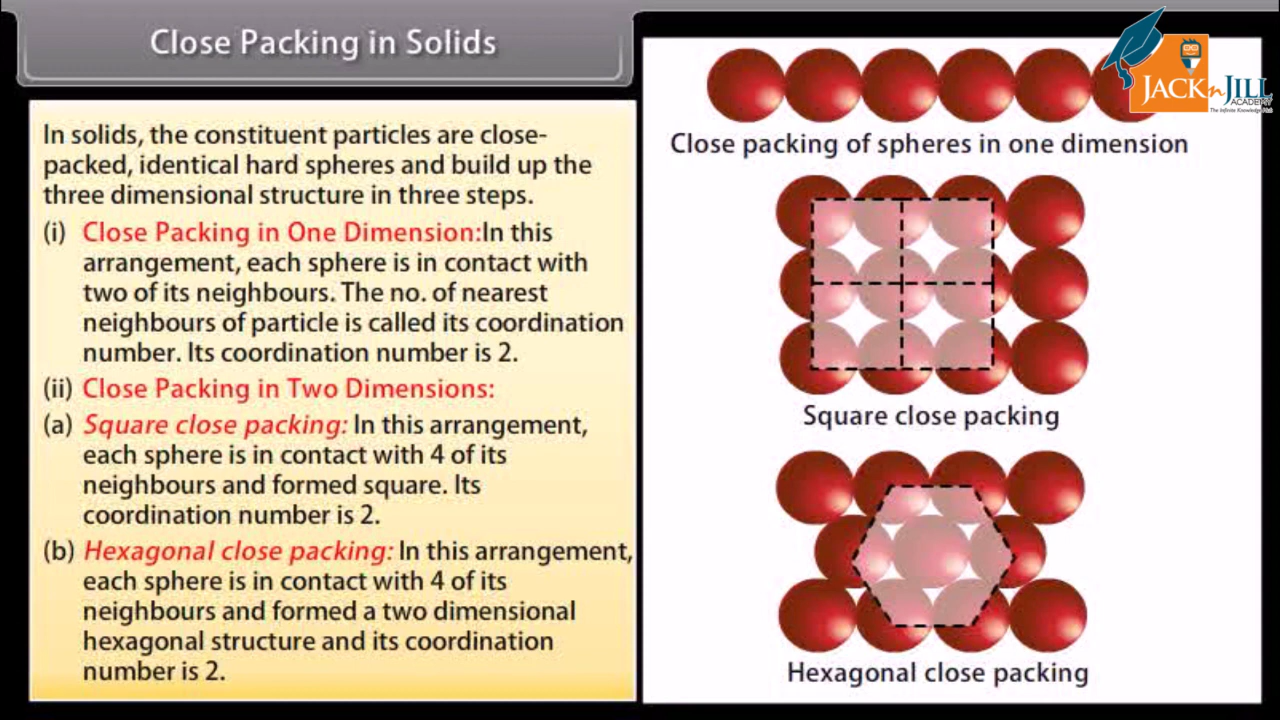 Close Packing in Solids
In solids, the constituent particles are close-
packed, identical hard spheres and build up the
three dimensional structure in three steps.
(i) Close Packing in One Dimension:In this
arrangement, each sphere is in contact with
two of its neighbours. The no. of nearest
neighbours of particle is called its coordination
number. Its coordination number is 2.
(ii) Close Packing in Two Dimensions:
(a) Square close packing: In this arrangement,
each sphere is in contact with 4 of its
neighbours and formed square. Its
coordination number is 2.
(b) Hexagonal close packing: In this arrangement,
each sphere is in contact with 4 of its
neighbours and formed a two dimensional
hexagonal structure and its coordination
number is 2.
JACK n JILL
ACADEMY
The Infinite Knowledge Hub
Close packing of spheres in one dimension
Square close packing
Hexagonal close packing